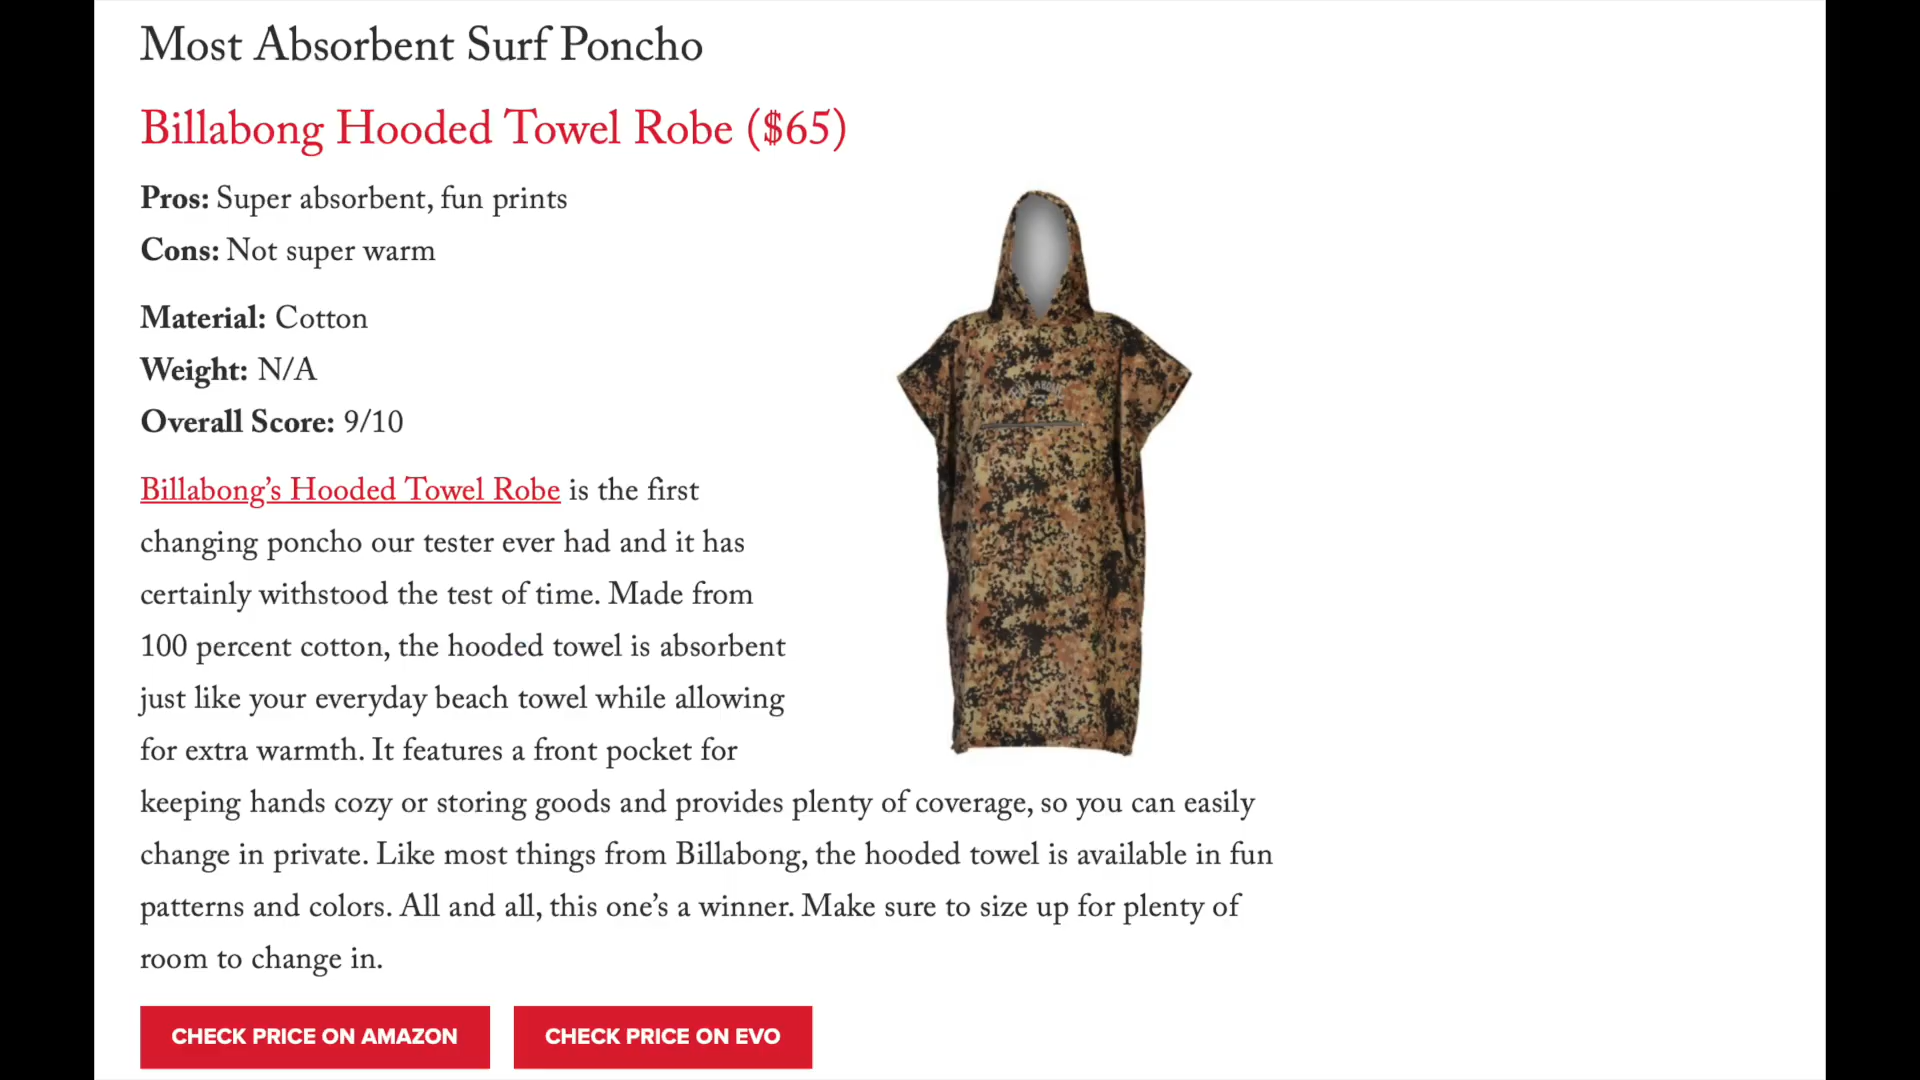 Most Absorbent Surf Poncho
Billabong Hooded Towel Robe ($65)
Pros: Super absorbent, fun prints
Cons: Not super warm
Material: Cotton
Weight: N/A
Overall Score: 9/10
Billabong’s Hooded Towel Robe is the first
changing poncho our tester ever had and it has
certainly withstood the test of time. Made from
100 percent cotton, the hooded towel is absorbent
just like your everyday beach towel while allowing
for extra warmth. It features a front pocket for
keeping hands cozy or storing goods and provides plenty of coverage, so you can easily
change in private. Like most things from Billabong, the hooded towel is available in fun
patterns and colors. All and all, this one’s a winner. Make sure to size up for plenty of
room to change in.
CHECK PRICE ON AMAZON
CHECK PRICE ON EVO
BILLABONG